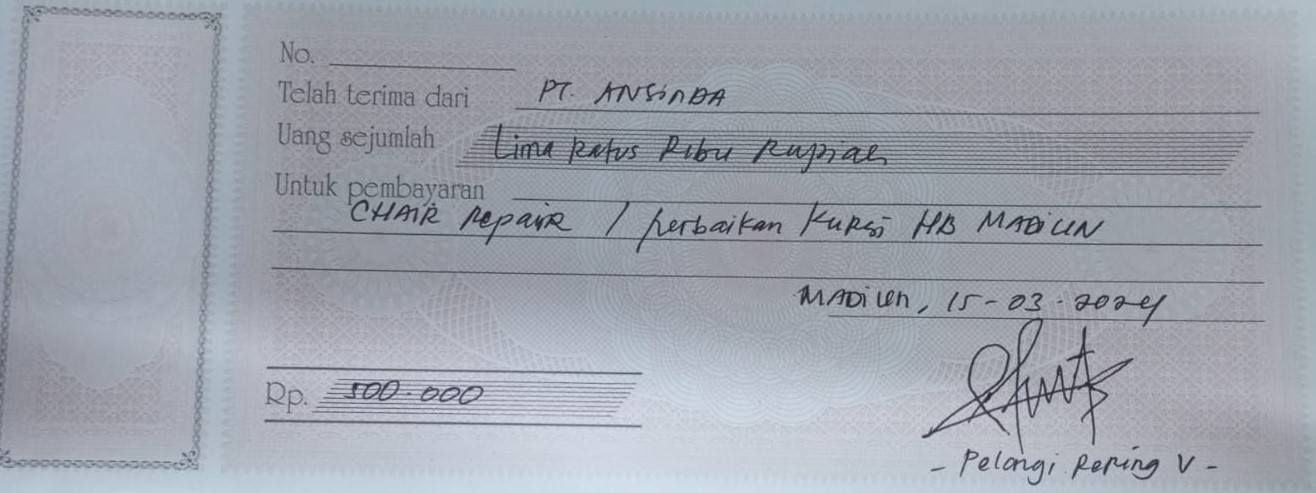 No.
Telah terima dari PT. ANSINDA
Uang sejumlah Lima Ratus Ribu Rupiah
Untuk pembayaran
CHAIR Repair / perbaikan Kursi HB MADIUN
MADIUN, 15-03-2024
Rp. 500.000
- Pelangi Rering V -